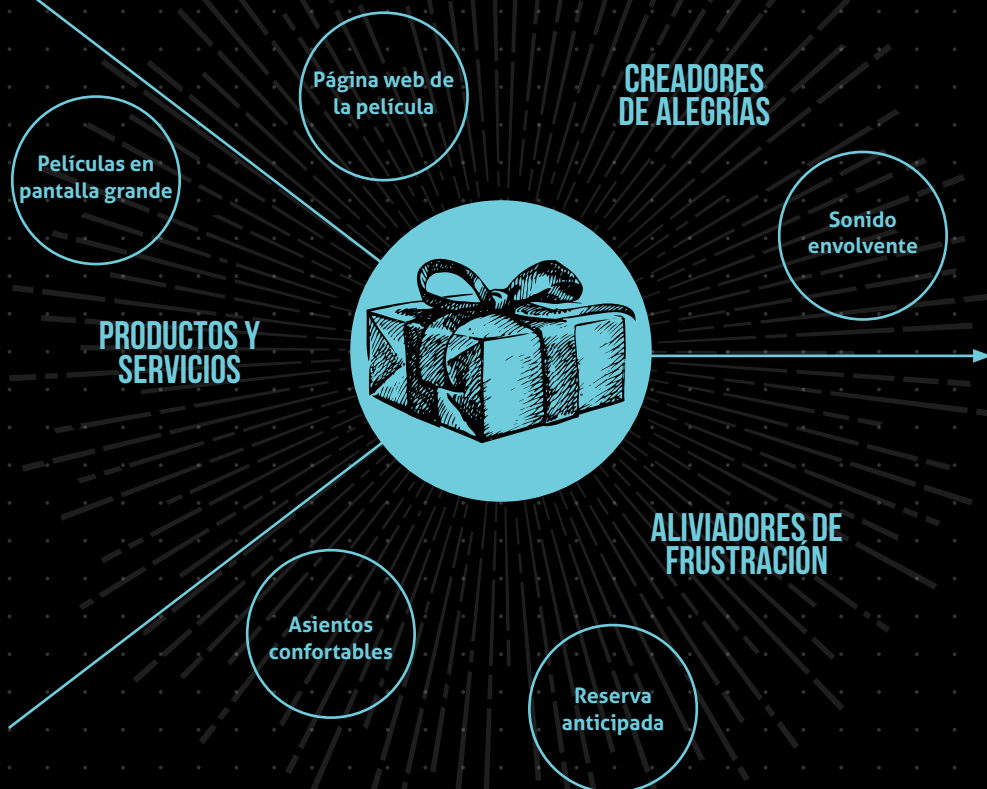 Página web de
la película
CREADORES
DE ALEGRÍAS
Películas en
pantalla grande
Sonido
envolvente
PRODUCTOS Y
SERVICIOS
ALIVIADORES DE
FRUSTRACIÓN
Asientos
confortables
Reserva
anticipada